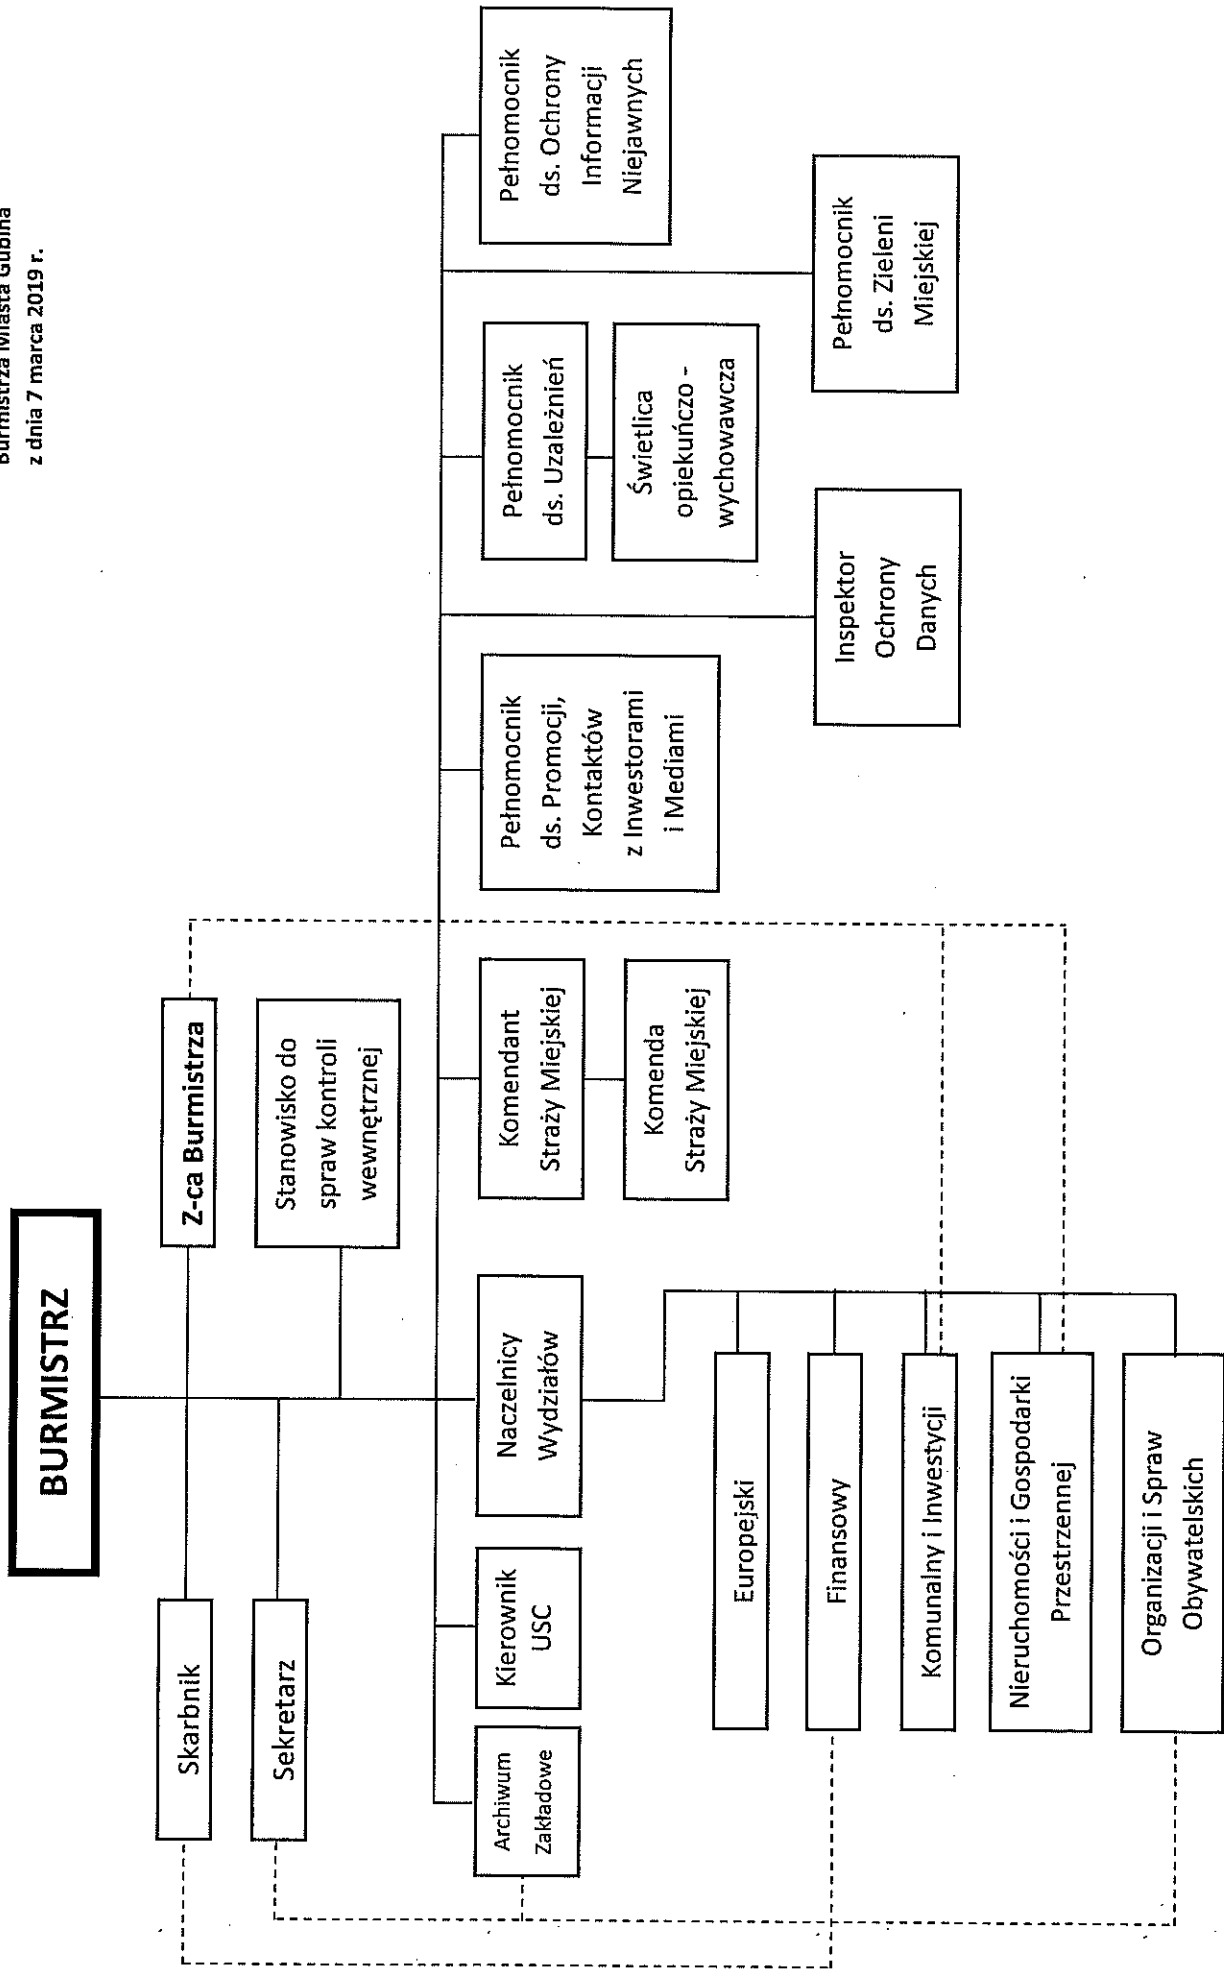 Burmistrza Miasta Gubina
z dnia 7 marca 2019 r.
BURMISTRZ
Skarbnik
Z-ca Burmistrza
Sekretarz
Stanowisko do
spraw kontroli
wewnętrznej
Archiwum
Zakładowe
Kierownik
USC
Naczelnicy
Wydziałów
Komendant
Straży Miejskiej
Komenda
Straży Miejskiej
Pełnomocnik
ds. Promocji,
Kontaktów
z Inwestorami
i Mediami
Pełnomocnik
ds. Uzależnień
Świetlica
opiekuńczo -
wychowawcza
Pełnomocnik
ds. Ochrony
Informacji
Niejawnych
Inspektor
Ochrony
Danych
Pełnomocnik
ds. Zieleni
Miejskiej
Europejski
Finansowy
Komunalny i Inwestycji
Nieruchomości i Gospodarki
Przestrzennej
Organizacji i Spraw
Obywatelskich